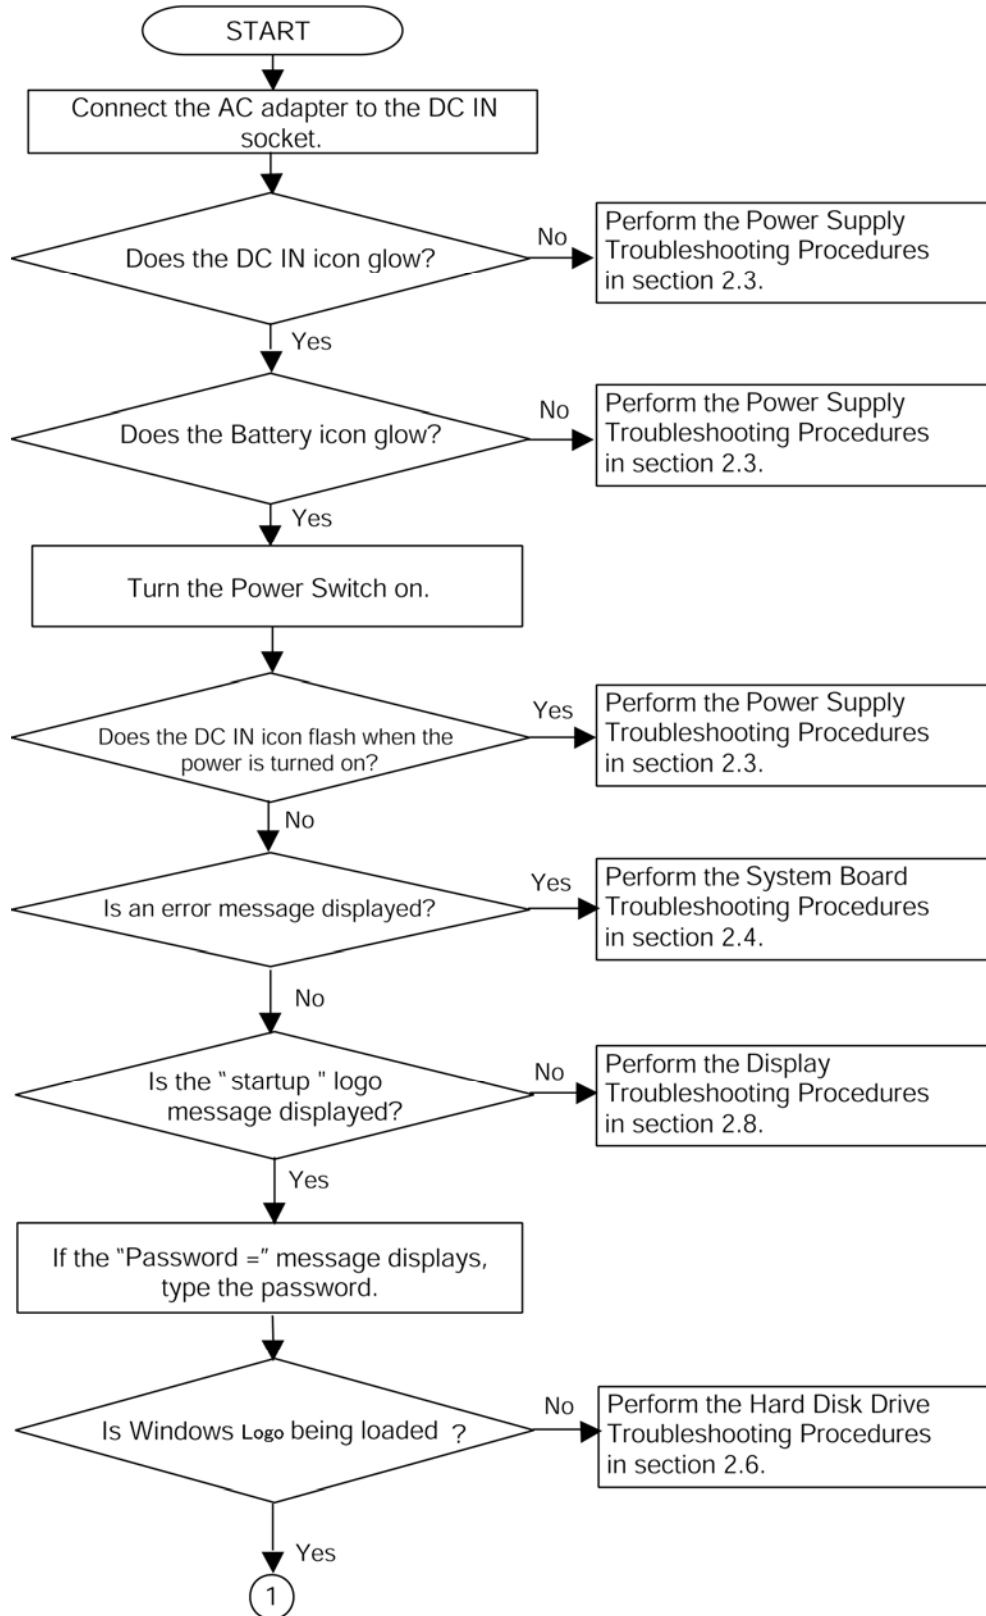 START
Connect the AC adapter to the DC IN
socket.
Does the DC IN icon glow?
No
Perform the Power Supply
Troubleshooting Procedures
in section 2.3.
Yes
Does the Battery icon glow?
No
Perform the Power Supply
Troubleshooting Procedures
in section 2.3.
Yes
Turn the Power Switch on.
Does the DC IN icon flash when the
power is turned on?
Yes
Perform the Power Supply
Troubleshooting Procedures
in section 2.3.
No
Is an error message displayed?
Yes
Perform the System Board
Troubleshooting Procedures
in section 2.4.
No
Is the "startup " logo
message displayed?
No
Perform the Display
Troubleshooting Procedures
in section 2.8.
Yes
If the "Password =" message displays,
type the password.
Is Windows Logo being loaded ?
No
Perform the Hard Disk Drive
Troubleshooting Procedures
in section 2.6.
Yes
1